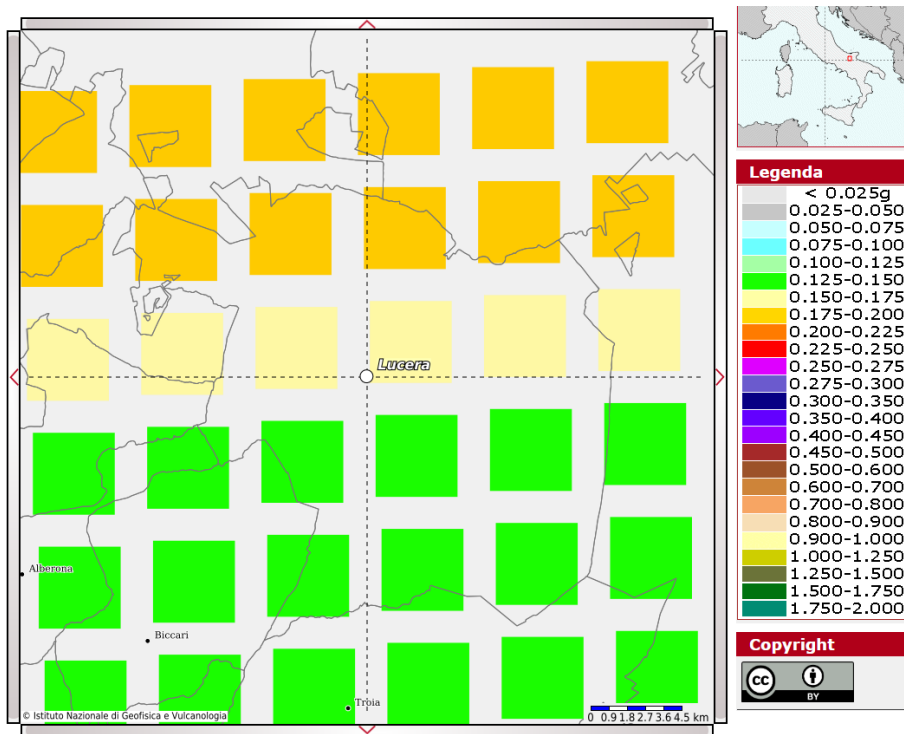 Lucera
Alberona
Biccari
Troia
© Istituto Nazionale di Geofisica e Vulcanologia
0 0.9 1.8 2.7 3.6 4.5 km
Legenda
< 0.025g
0.025-0.050
0.050-0.075
0.075-0.100
0.100-0.125
0.125-0.150
0.150-0.175
0.175-0.200
0.200-0.225
0.225-0.250
0.250-0.275
0.275-0.300
0.300-0.350
0.350-0.400
0.400-0.450
0.450-0.500
0.500-0.600
0.600-0.700
0.700-0.800
0.800-0.900
0.900-1.000
1.000-1.250
1.250-1.500
1.500-1.750
1.750-2.000
Copyright
cc
BY